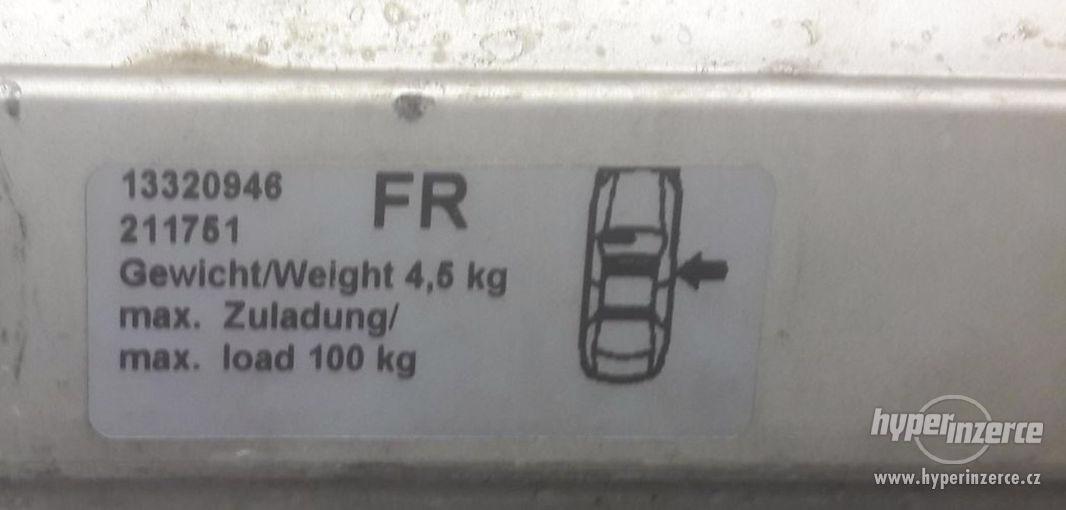 13320946 FR
211751
Gewicht/Weight 4,5 kg
max. Zuladung/
max. load 100 kg
hyperinzerce
www.hyperinzerce.cz